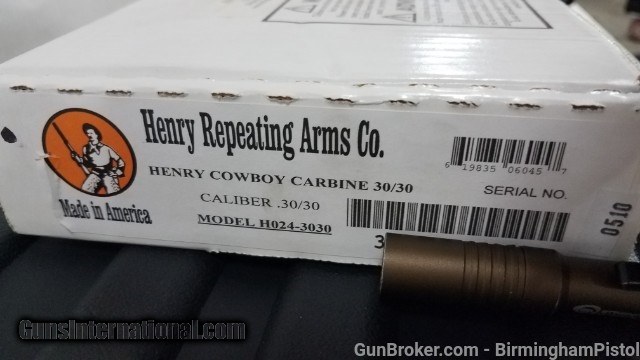 Henry Repeating Arms Co.
HENRY COWBOY CARBINE 30/30
CALIBER .30/30
MODEL H024-3030
Made in America
6 19835 06045 7
SERIAL NO.
3
0510
GunsInternational.com
GunBroker.com - BirminghamPistol